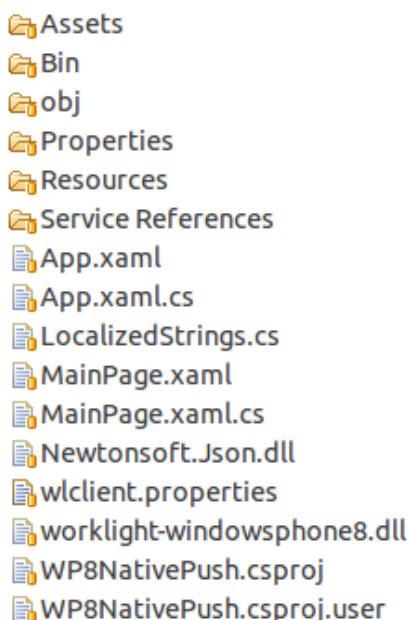 Assets
Bin
obj
Properties
Resources
Service References
App.xaml
App.xaml.cs
LocalizedStrings.cs
MainPage.xaml
MainPage.xaml.cs
Newtonsoft.Json.dll
wlclient.properties
worklight-windowsphone8.dll
WP8NativePush.csproj
WP8NativePush.csproj.user